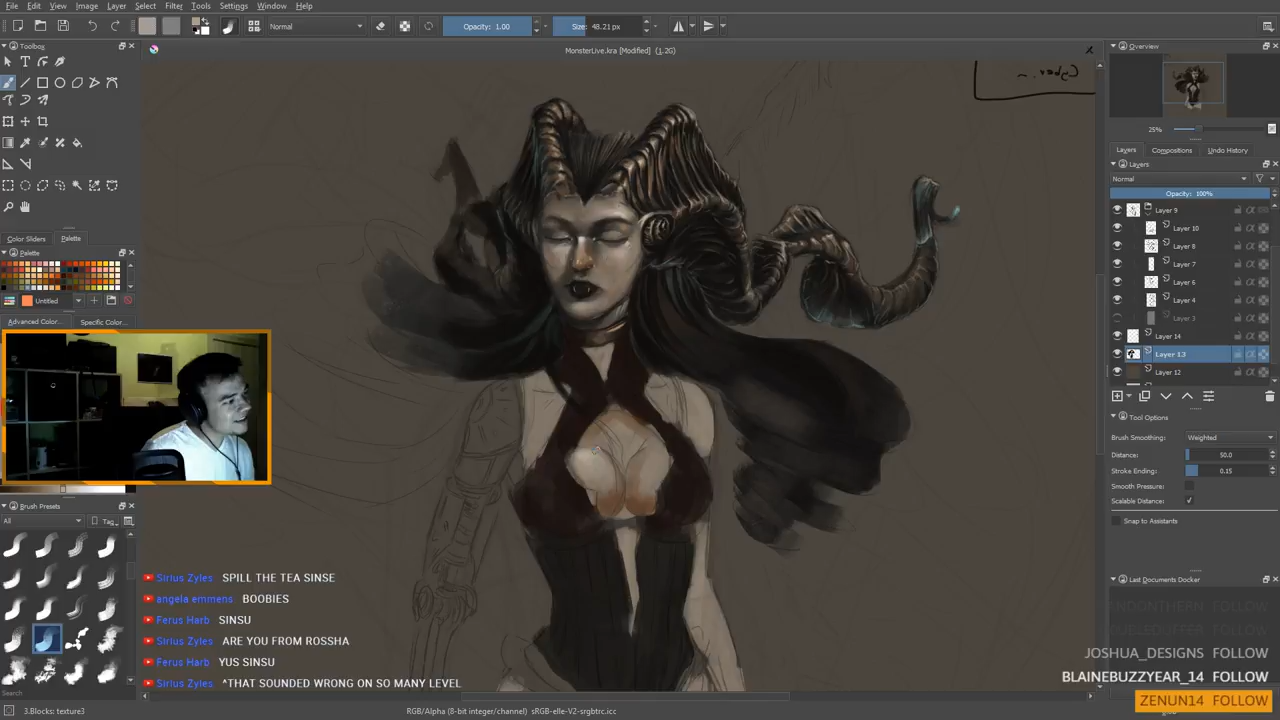 File Edit View Image Layer Select Filter Tools Settings Window Help
Normal
Opacity: 1.00
Size: 48.21 px
MonsterLive.kra [Modified] (1.2G)
Toolbox
Overview
25%
Layers Compositions Undo History
Layers
Normal
Opacity: 100%
Layer 9
Layer 10
Layer 8
Layer 7
Layer 6
Layer 4
Layer 3
Layer 14
Layer 13
Layer 12
Color Sliders Palette
Palette
Untitled
Advanced Color... Specific Color...
Tool Options
Brush Smoothing: Weighted
Distance: 50.0
Stroke Ending: 0.15
Smooth Pressure:
Scalable Distance:
Snap to Assistants
Brush Presets
All
Tag
Search
Last Documents Docker
Sirius Zyles SPILL THE TEA SINSE
angela emmens: BOOBIES
Ferus Harb SINSU
Sirius Zyles ARE YOU FROM ROSSHA
Ferus Harb YUS SINSU
Sirius Zyles ^THAT SOUNDED WRONG ON SO MANY LEVEL
FOLLOW
FOLLOW
JOSHUA_DESIGNS FOLLOW
BLAINEBUZZYEAR_14 FOLLOW
ZENUN14 FOLLOW
3.Blocks: texture3
RGB/Alpha (8-bit integer/channel) sRGB-elle-V2-srgbtrc.icc